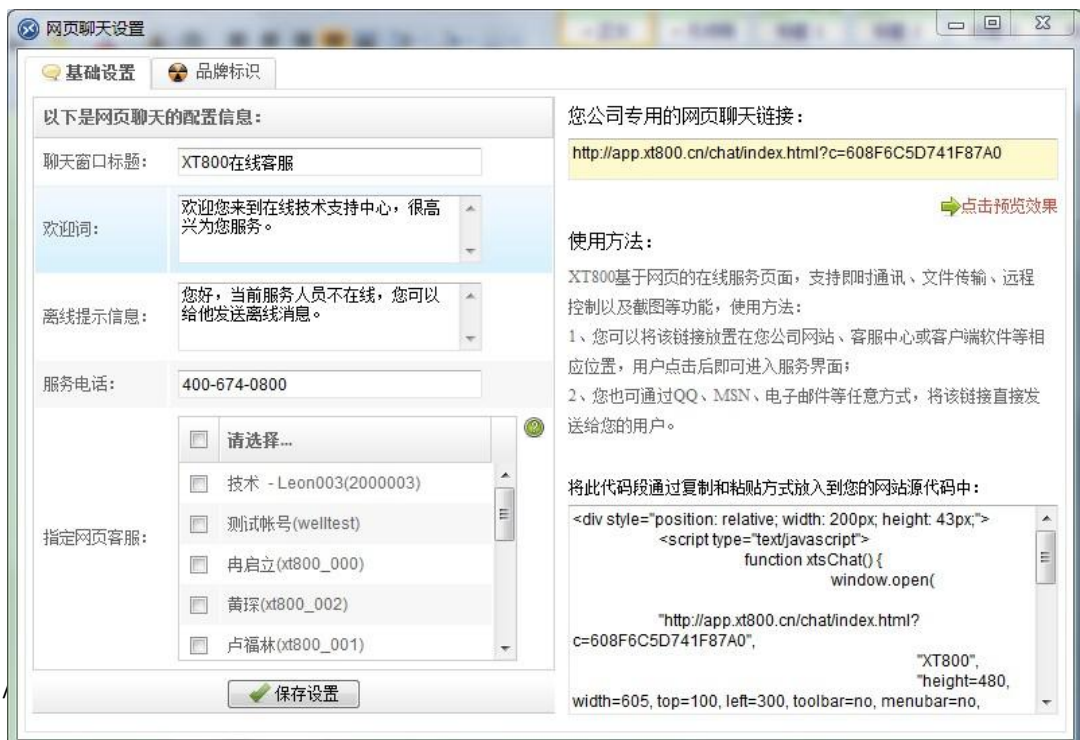 网页聊天设置
基础设置
品牌标识
以下是网页聊天的配置信息：
聊天窗口标题：
XT800在线客服
欢迎词：
欢迎您来到在线技术支持中心，很高
兴为您服务。
离线提示信息：
您好，当前服务人员不在线，您可以
给他发送离线消息。
服务电话：
400-674-0800
指定网页客服：
请选择...
技术 - Leon003(2000003)
测试帐号(welltest)
冉启立(xt800_000)
黄琛(xt800_002)
卢福林(xt800_001)
保存设置
您公司专用的网页聊天链接：
http://app.xt800.cn/chat/index.html?c=608F6C5D741F87A0
点击预览效果
使用方法：
XT800基于网页的在线服务页面，支持即时通讯、文件传输、远程
控制以及截图等功能，使用方法：
1、您可以将该链接放置在您公司网站、客服中心或客户端软件等相
应位置，用户点击后即可进入服务界面；
2、您也可通过QQ、MSN、电子邮件等任意方式，将该链接直接发
送给您的用户。
将此代码段通过复制和粘贴方式放入到您的网站源代码中：
<div style="position: relative; width: 200px; height: 43px;">
<script type="text/javascript">
function xtsChat() {
window.open(
"http://app.xt800.cn/chat/index.html?
c=608F6C5D741F87A0",
"XT800",
"height=480,
width=605, top=100, left=300, toolbar=no, menubar=no,